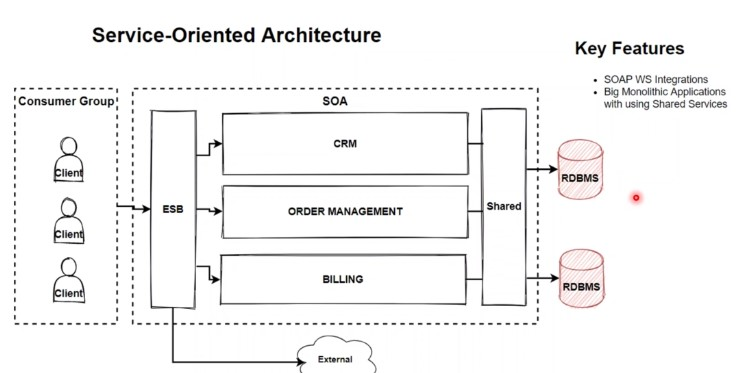 Service-Oriented Architecture
Key Features
• SOAP WS Integrations
• Big Monolithic Applications
with using Shared Services
Consumer Group
SOA
Client
Client
Client
ESB
CRM
ORDER MANAGEMENT
BILLING
Shared
RDBMS
RDBMS
External